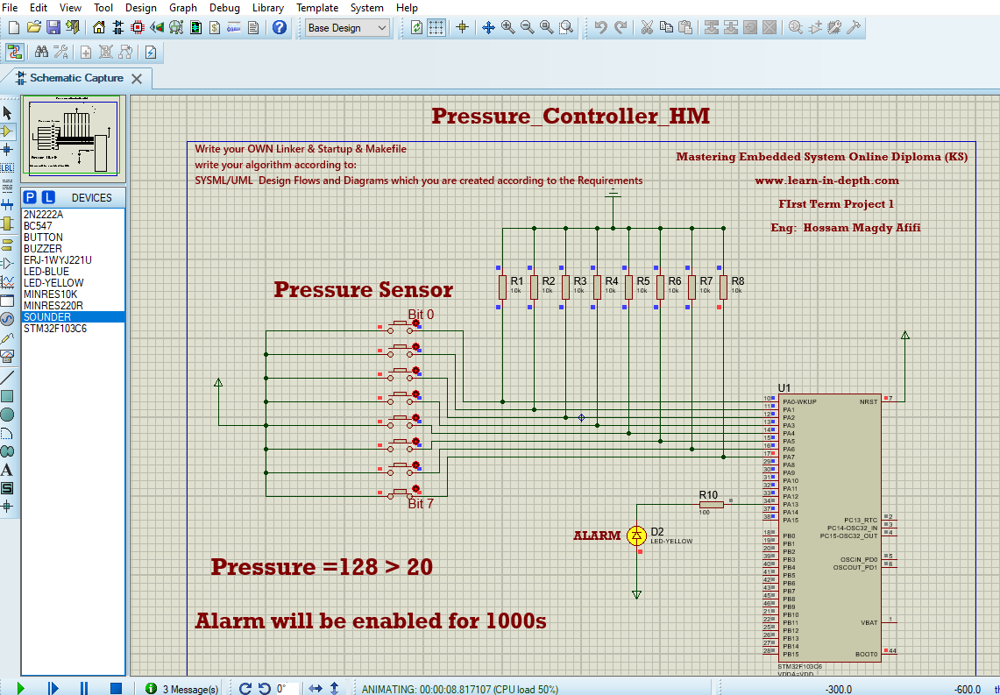 File Edit View Tool Design Graph Debug Library Template System Help
Base Design
Schematic Capture
P L DEVICES
2N2222A
BC547
BUTTON
BUZZER
ERJ-1WYJ221U
LED-BLUE
LED-YELLOW
MINRES10K
MINRES220R
SOUNDER
STM32F103C6
Pressure_Controller_HM
Write your OWN Linker & Startup & Makefile
write your algorithm according to:
SYSML/UML Design Flows and Diagrams which you are created according to the Requirements
Mastering Embedded System Online Diploma (KS)
www.learn-in-depth.com
FIrst Term Project 1
Eng: Hossam Magdy Afifi
R1 R2 R3 R4 R5 R6 R7 R8
10k 10k 10k 10k 10k 10k 10k 10k
Pressure Sensor
Bit 0
Bit 7
U1
10 PA0-WKUP NRST 7
11 PA1
12 PA2
13 PA3
14 PA4
15 PA5
16 PA6
17 PA7
29 PA8
30 PA9
31 PA10
32 PA11
33 PA12
34 PA13
37 PA14
38 PA15
PC13_RTC 2
PC14-OSC32_IN 3
PC15-OSC32_OUT 4
18 PB0
19 PB1
20 PB2
39 PB3
40 PB4
41 PB5
42 PB6
43 PB7
45 PB8
46 PB9
21 PB10
22 PB11
25 PB12
26 PB13
27 PB14
28 PB15
OSCIN_PD0 5
OSCOUT_PD1 6
VBAT 1
BOOT0 44
STM32F103C6
VDDA=VDD
R10
100
ALARM
D2
LED-YELLOW
Pressure =128 > 20
Alarm will be enabled for 1000s
3 Message(s)
0°
ANIMATING: 00:00:08.817107 (CPU load 50%)
-300.0
-600.0
th